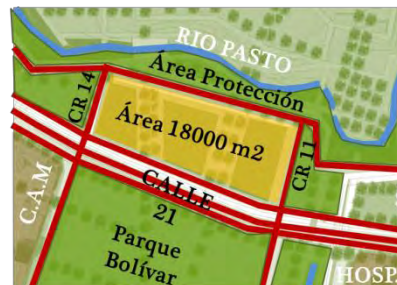 RIO PASTO
Área Protección
CR 14
Área 18000 m2
CR 11
C.A.M
CALLE
21
Parque
Bolívar
HOSP